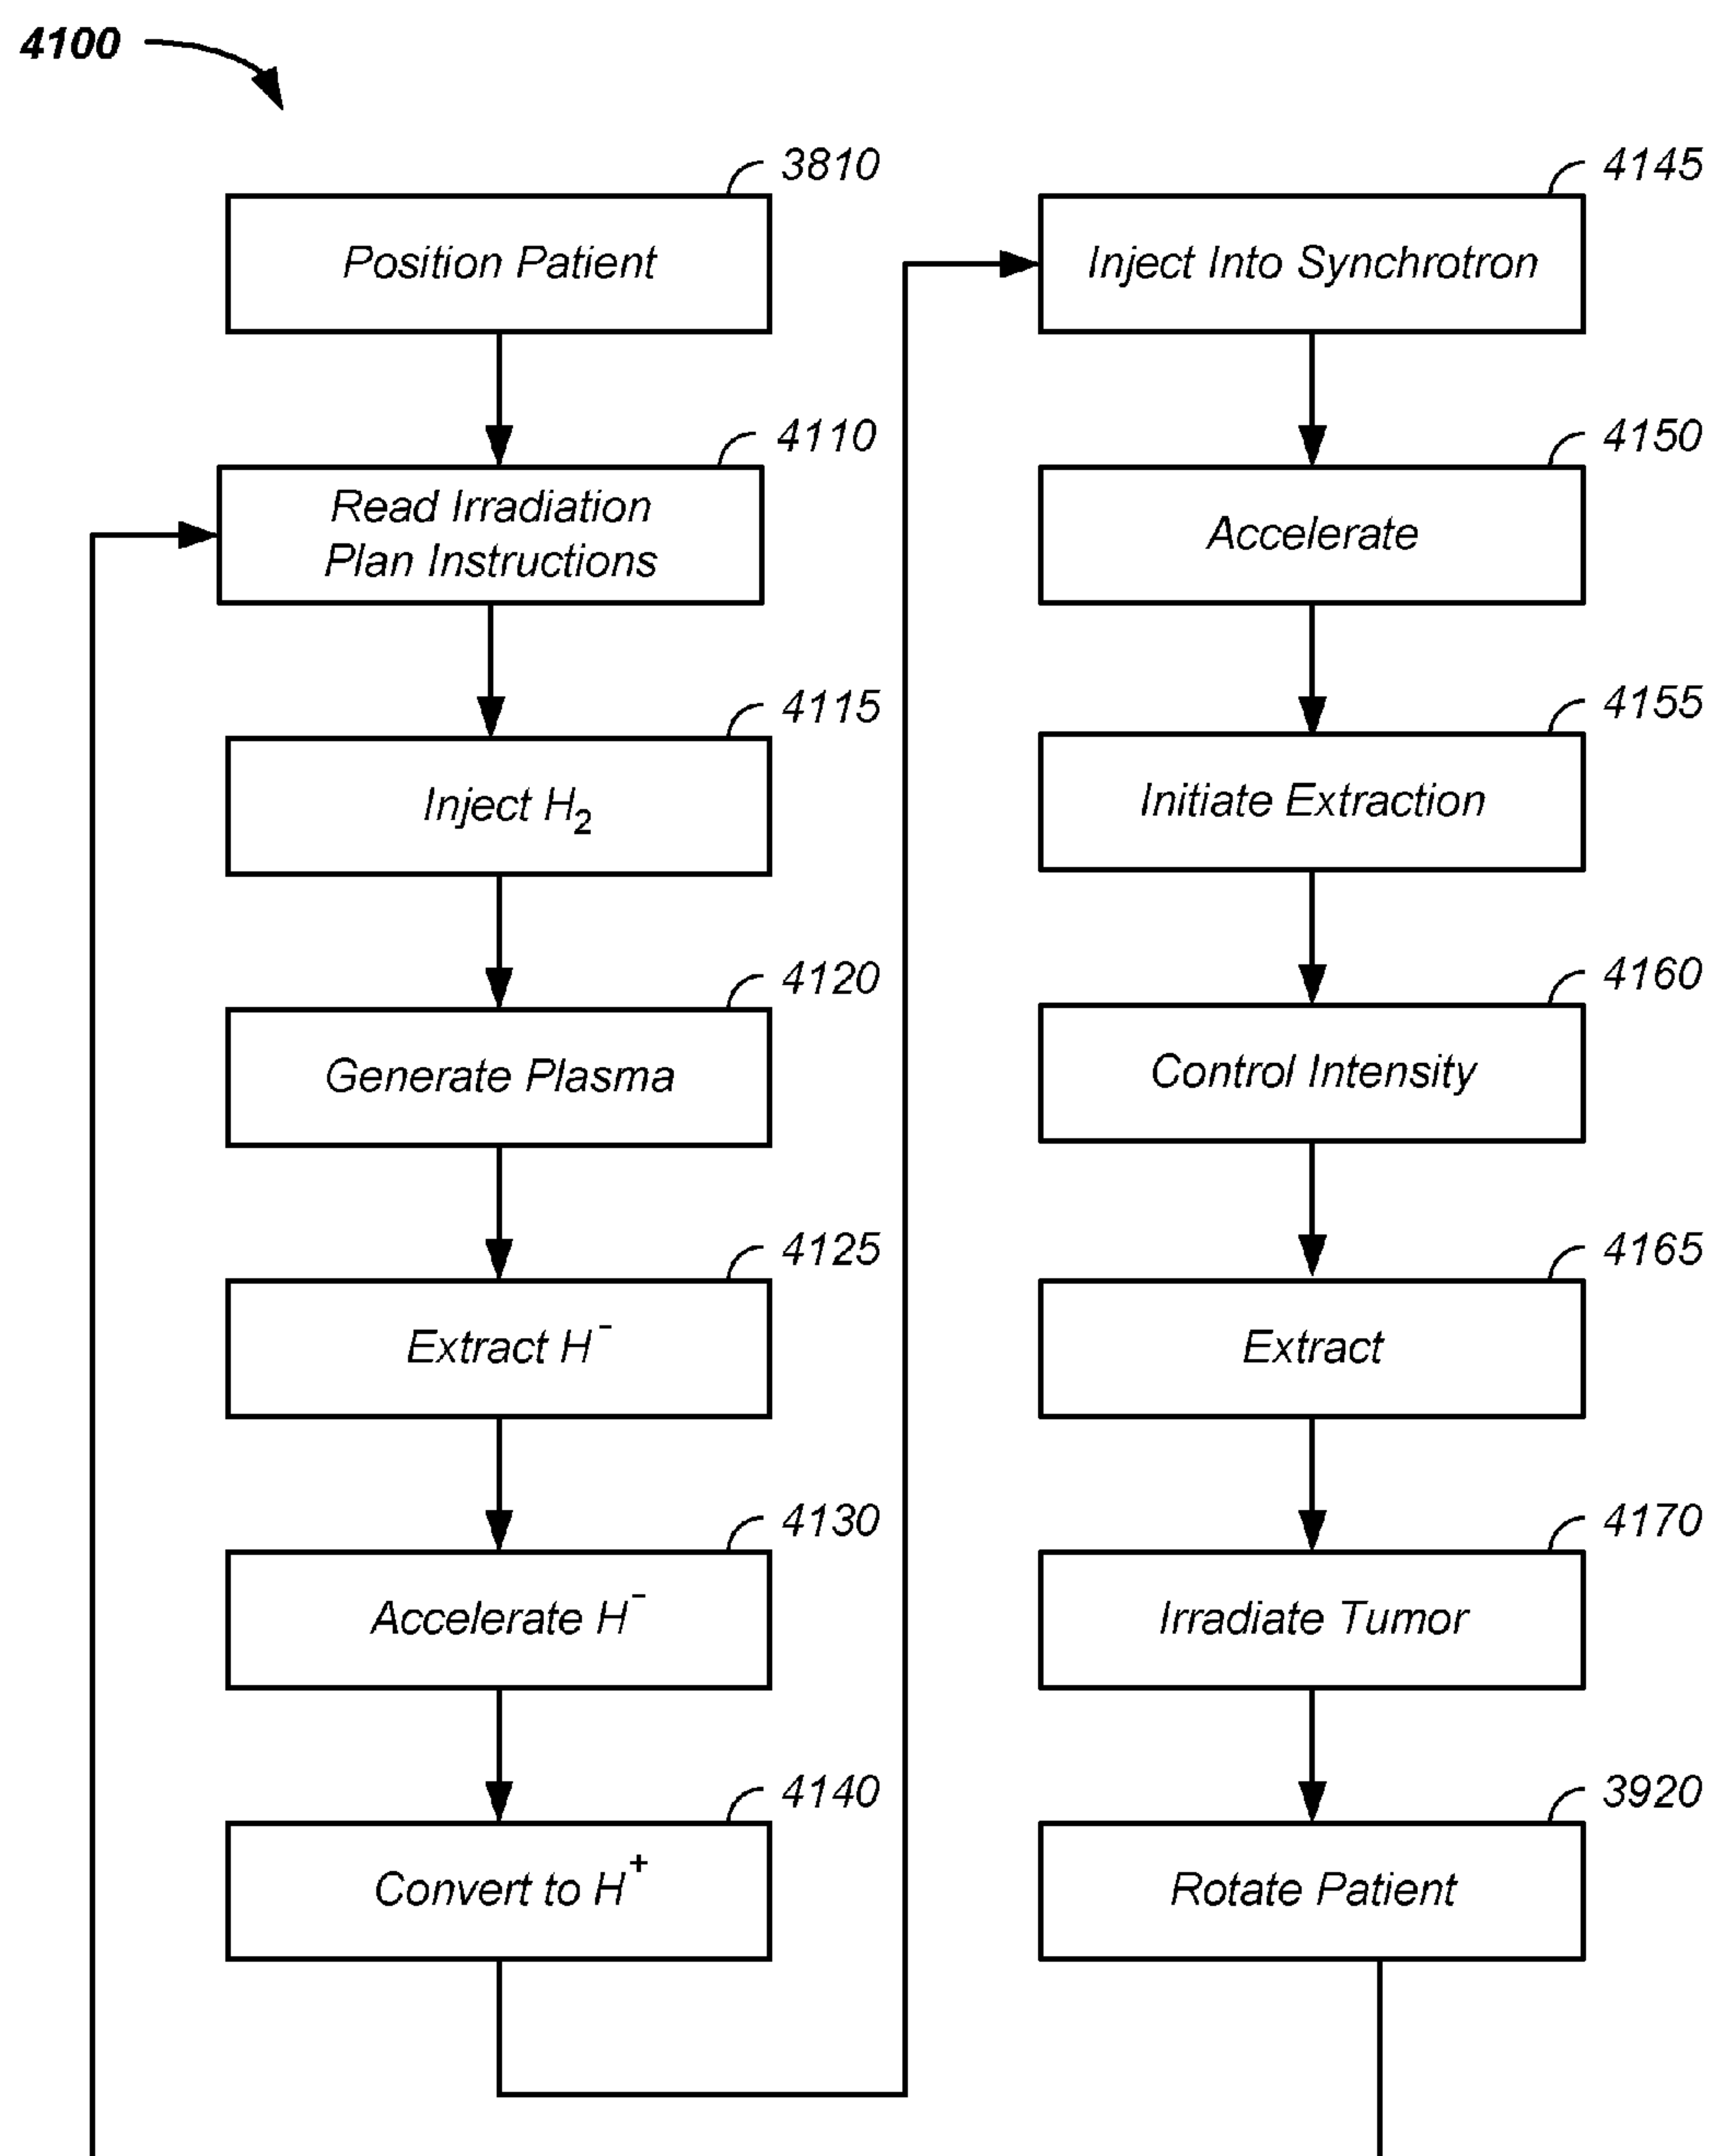 4100
3810
Position Patient
4110
Read Irradiation
Plan Instructions
4115
Inject H₂
4120
Generate Plasma
4125
Extract H⁻
4130
Accelerate H⁻
4140
Convert to H⁺
4145
Inject Into Synchrotron
4150
Accelerate
4155
Initiate Extraction
4160
Control Intensity
4165
Extract
4170
Irradiate Tumor
3920
Rotate Patient